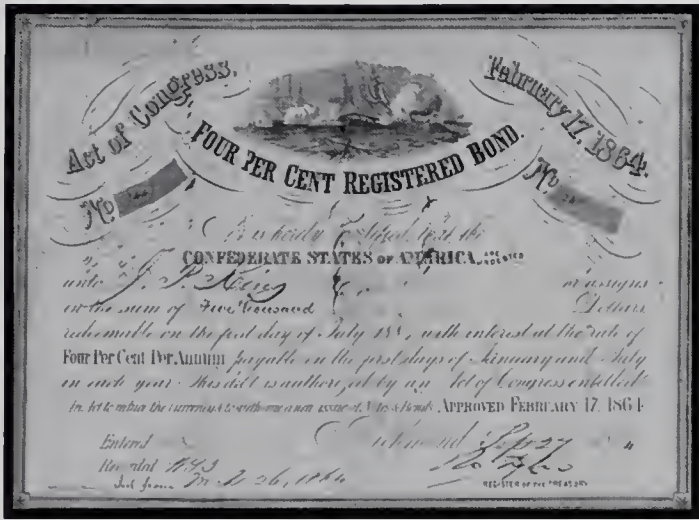 Act of Congress,
February 17, 1864.
FOUR PER CENT REGISTERED BOND.
No
No
It is hereby Certified, that the
CONFEDERATE STATES OF AMERICA, ARE INDEBTED
unto J. P. or assigns
in the sum of Five Thousand Dollars
redeemable on the first day of July with interest at the rate of
Four Per Cent Per Annum payable on the first days of January and July
in each year. This debt is authorized by an Act of Congress entitled
An Act to the currency to a new issue of Notes & Bonds APPROVED FEBRUARY 17, 1864
Entered Richmond
Recorded
REGISTER OF THE TREASURY